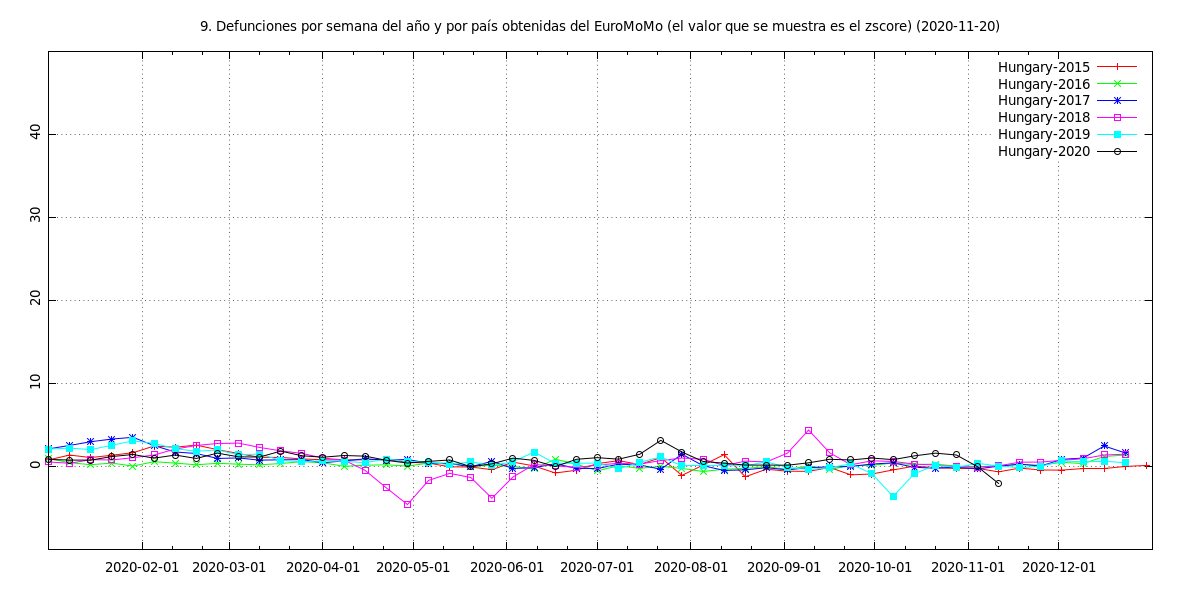 9. Defunciones por semana del año y por país obtenidas del EuroMoMo (el valor que se muestra es el zscore) (2020-11-20)
Hungary-2015
Hungary-2016
Hungary-2017
Hungary-2018
Hungary-2019
Hungary-2020
40
30
20
10
0
2020-02-01 2020-03-01 2020-04-01 2020-05-01 2020-06-01 2020-07-01 2020-08-01 2020-09-01 2020-10-01 2020-11-01 2020-12-01